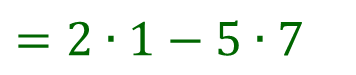 = 2 · 1 − 5 · 7